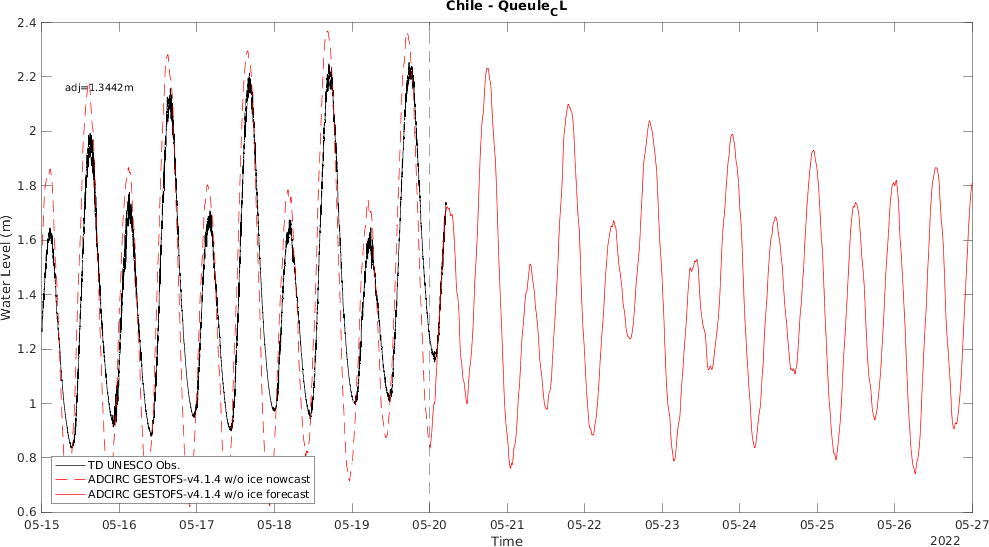 Chile - Queule_CL
2.4
2.2
2
1.8
1.6
1.4
1.2
1
0.8
0.6
Water Level (m)
adj=1.3442m
TD UNESCO Obs.
ADCIRC GESTOFS-v4.1.4 w/o ice nowcast
ADCIRC GESTOFS-v4.1.4 w/o ice forecast
05-15 05-16 05-17 05-18 05-19 05-20 05-21 05-22 05-23 05-24 05-25 05-26 05-27
Time
2022